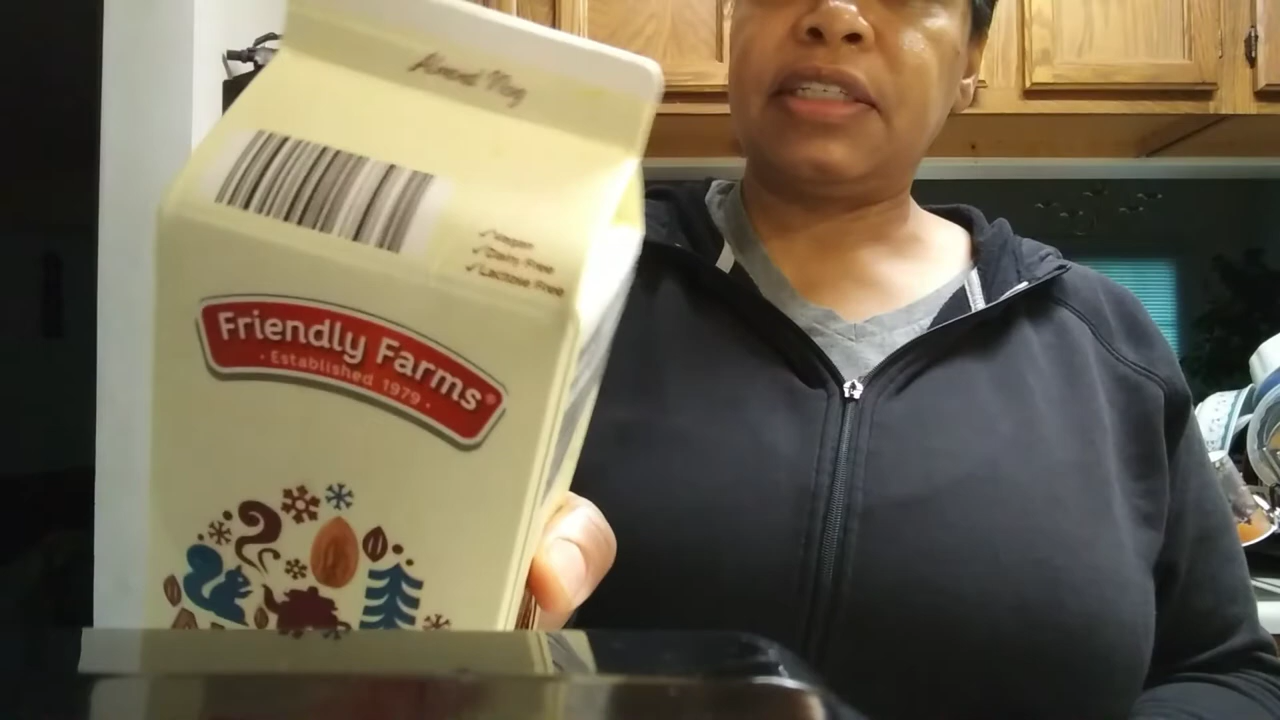 Almond Nog
✓Vegan
✓Dairy Free
✓Lactose Free
Friendly Farms®
· Established 1979 ·